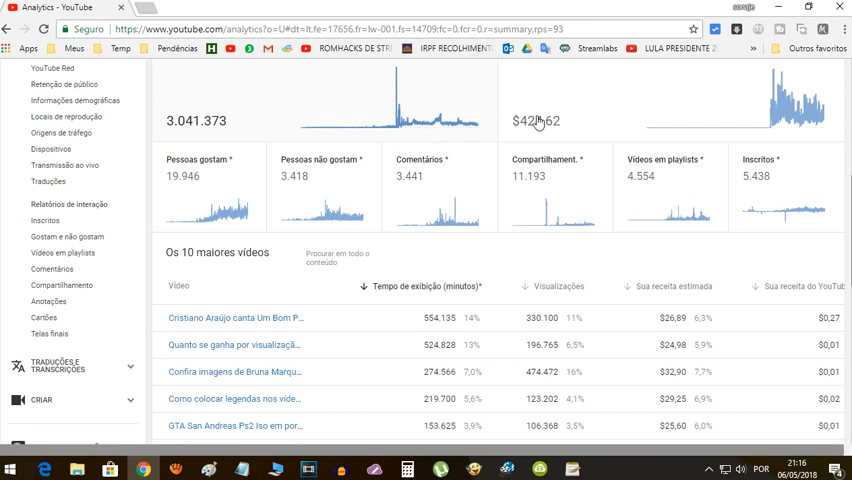 Analytics - YouTube
sonaje
Seguro
https://www.youtube.com/analytics?o=U#dt=lt,fe=17656,fr=lw-001,fs=14709;fc=0,fcr=0,r=summary,rps=93
Apps
Meus
Temp
Pendências
ROMHACKS DE STR
IRPF RECOLHIMENT
Streamlabs
LULA PRESIDENTE 2
Outros favoritos
YouTube Red
Retenção de público
Informações demográficas
Locais de reprodução
Origens de tráfego
Dispositivos
Transmissão ao vivo
Traduções
Relatórios de interação
Inscritos
Gostam e não gostam
Vídeos em playlists
Comentários
Compartilhamento
Anotações
Cartões
Telas finais
TRADUÇÕES E
TRANSCRIÇÕES
CRIAR
3.041.373
Pessoas gostam *
19.946
Pessoas não gostam *
3.418
Comentários *
3.441
Compartilhament. *
11.193
Vídeos em playlists *
4.554
Inscritos *
5.438
Os 10 maiores vídeos
Procurar em todo o
conteúdo
Vídeo
Tempo de exibição (minutos)*
Visualizações
Sua receita estimada
Sua receita do YouTub
Cristiano Araújo canta Um Bom P... 554.135 14% 330.100 11% $26,89 6,3% $0,27
Quanto se ganha por visualizaçã... 524.828 13% 196.765 6,5% $24,98 5,9% $0,01
Confira imagens de Bruna Marqu... 274.566 7,0% 474.472 16% $32,90 7,7% $0,01
Como colocar legendas nos víde... 219.700 5,6% 123.202 4,1% $29,25 6,9% $0,02
GTA San Andreas Ps2 Iso em por... 153.625 3,9% 106.368 3,5% $25,60 6,0% $0,01
POR
21:16
06/05/2018